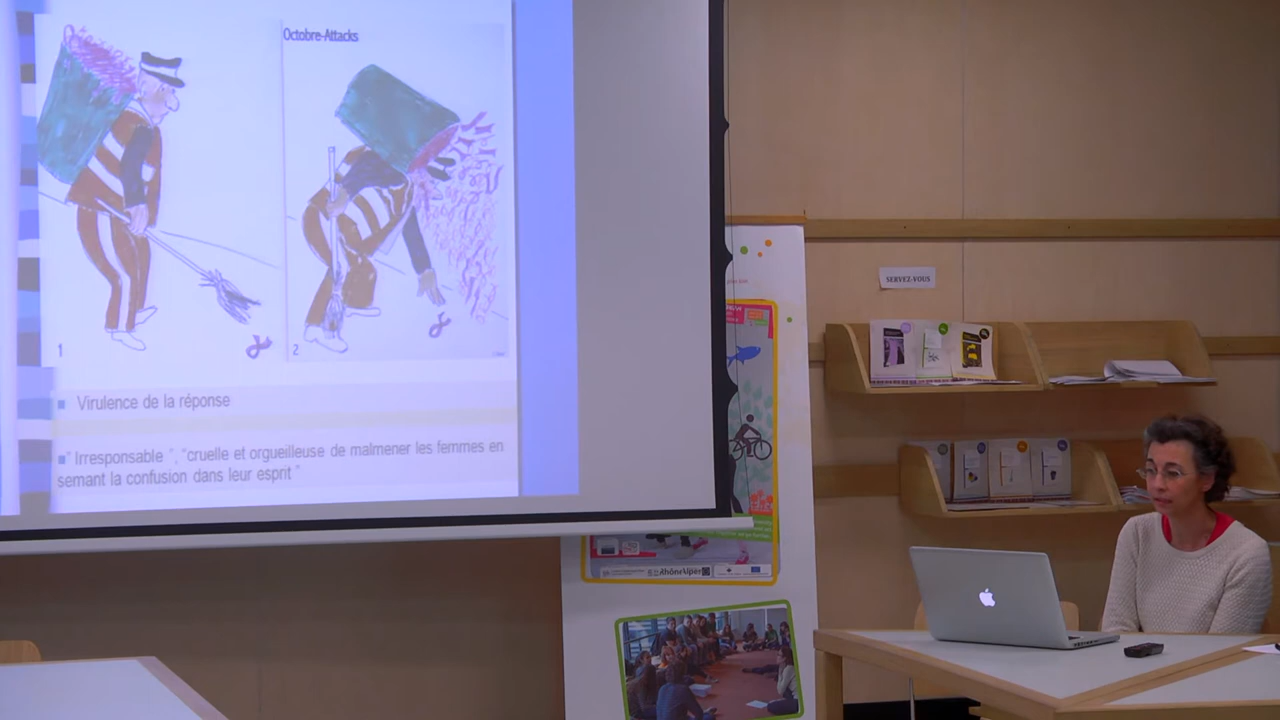 Octobre-Attacks
1
2
Virulence de la réponse
" Irresponsable ", "cruelle et orgueilleuse de malmener les femmes en
semant la confusion dans leur esprit "
SERVEZ-VOUS
RhôneAlpes